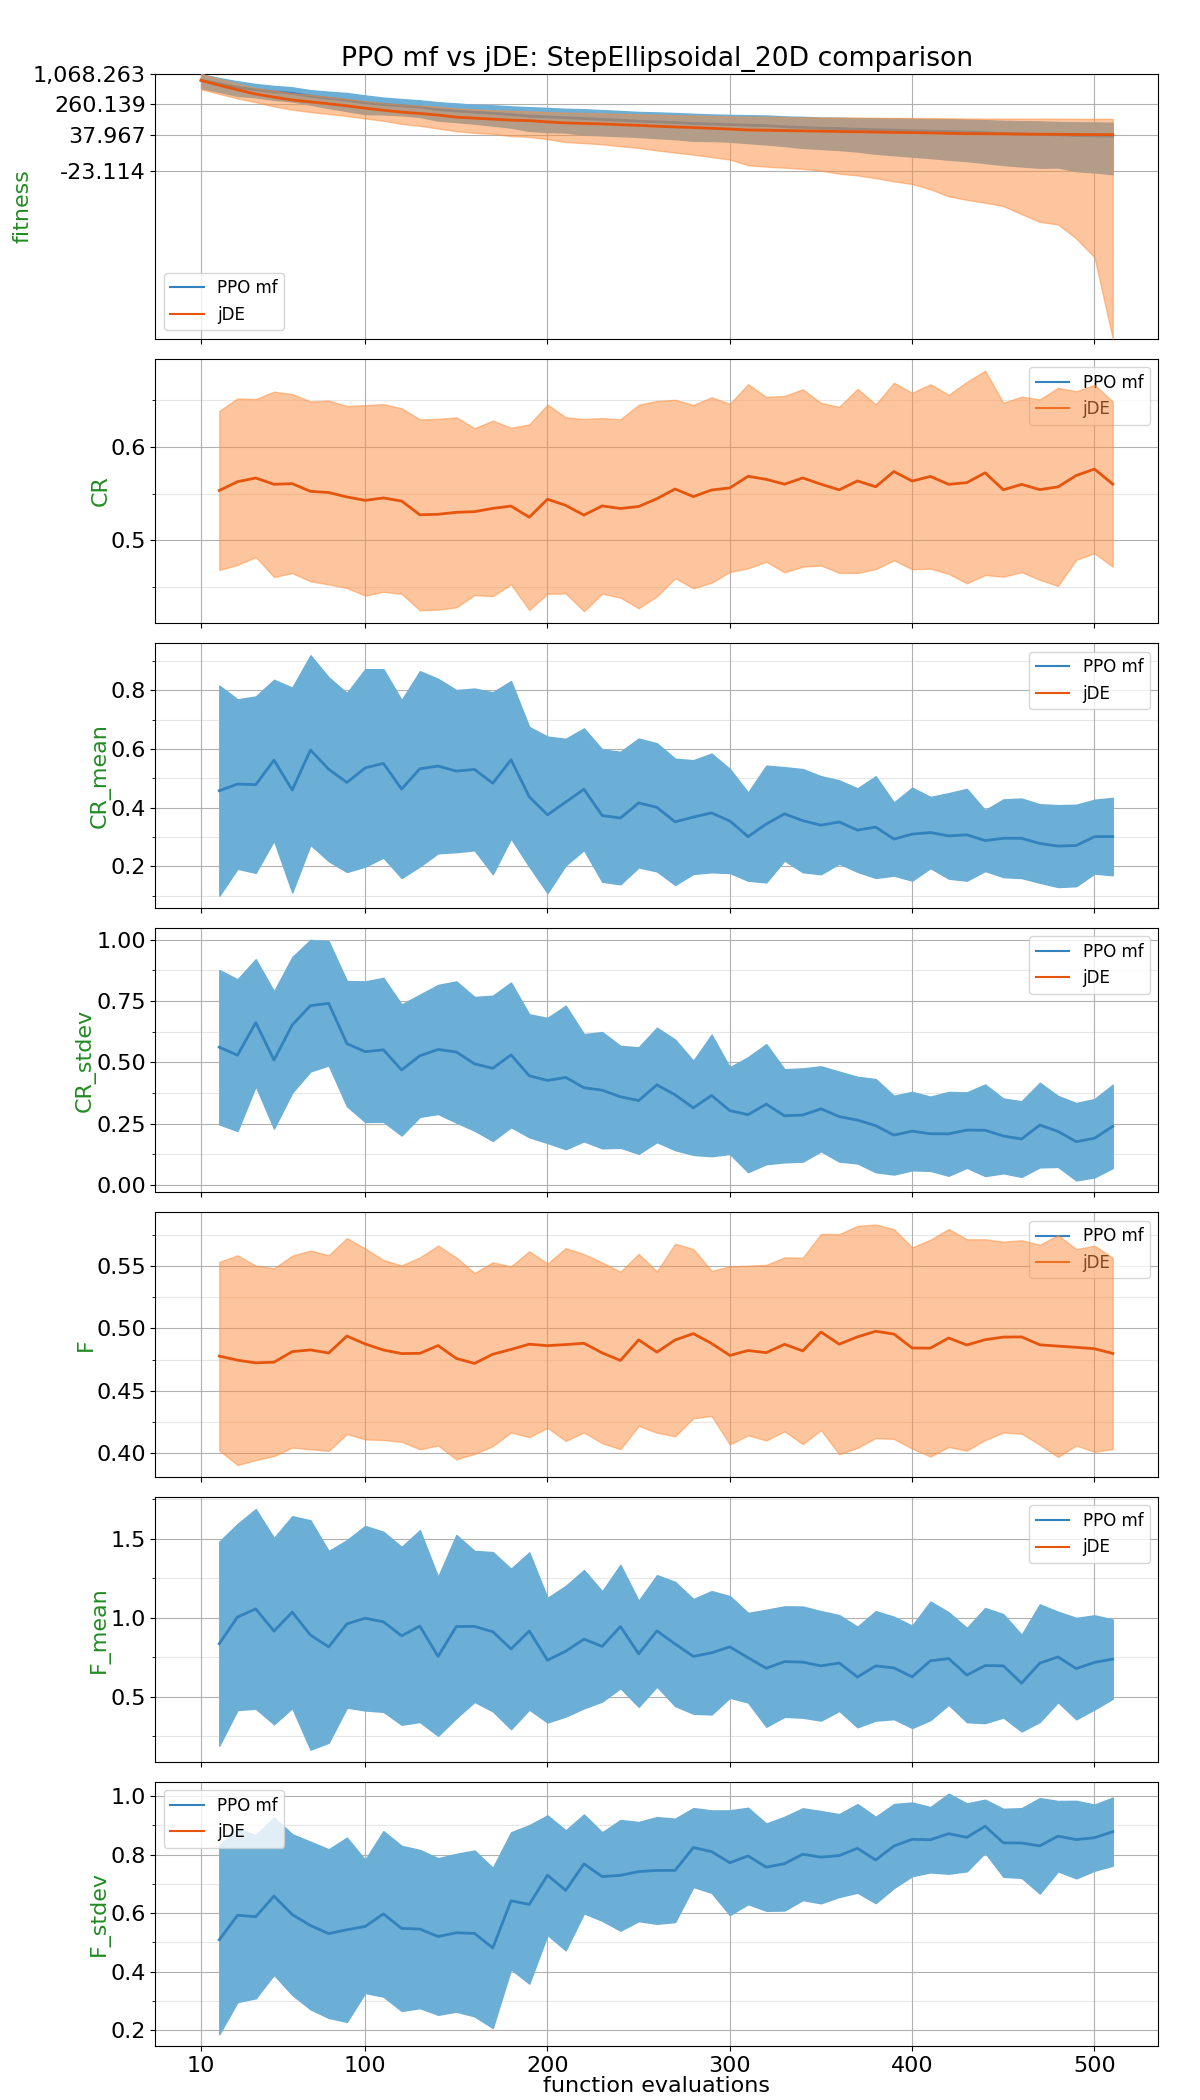 PPO mf vs jDE: StepEllipsoidal_20D comparison
1,068.263
260.139
37.967
-23.114
fitness
PPO mf
jDE
0.6
0.5
CR
PPO mf
jDE
0.8
0.6
0.4
0.2
CR_mean
PPO mf
jDE
1.00
0.75
0.50
0.25
0.00
CR_stdev
PPO mf
jDE
0.55
0.50
0.45
0.40
F
PPO mf
jDE
1.5
1.0
0.5
F_mean
PPO mf
jDE
1.0
0.8
0.6
0.4
0.2
F_stdev
PPO mf
jDE
10 100 200 300 400 500
function evaluations